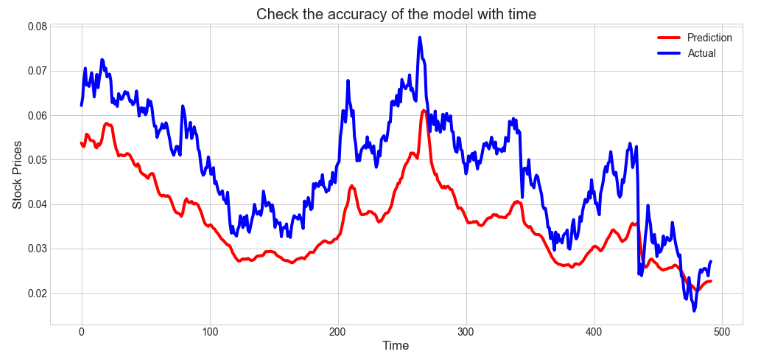 Check the accuracy of the model with time
Prediction
Actual
Stock Prices
0.08
0.07
0.06
0.05
0.04
0.03
0.02
0
100
200
300
400
500
Time